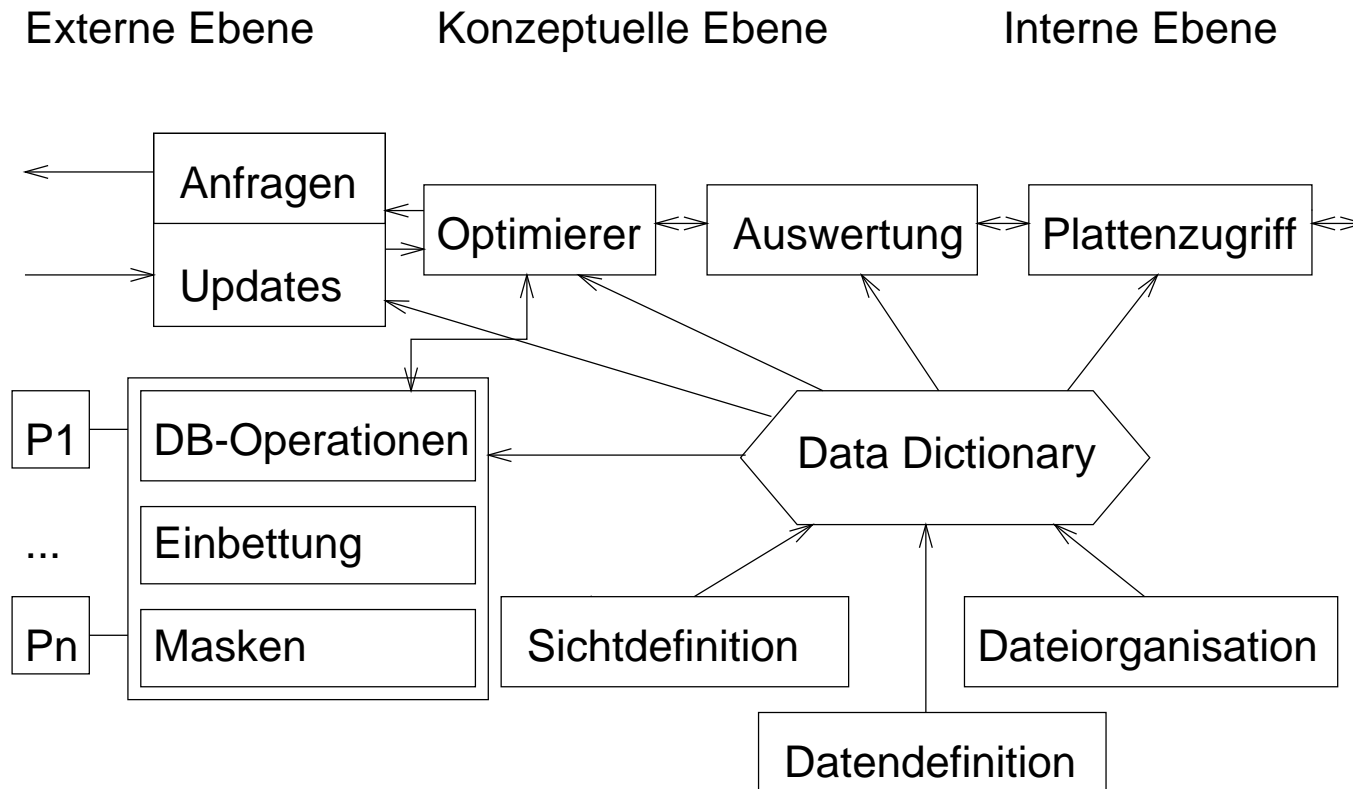 Externe Ebene
Konzeptuelle Ebene
Interne Ebene
Anfragen
Updates
Optimierer
Auswertung
Plattenzugriff
P1
...
Pn
DB-Operationen
Einbettung
Masken
Data Dictionary
Sichtdefinition
Dateiorganisation
Datendefinition